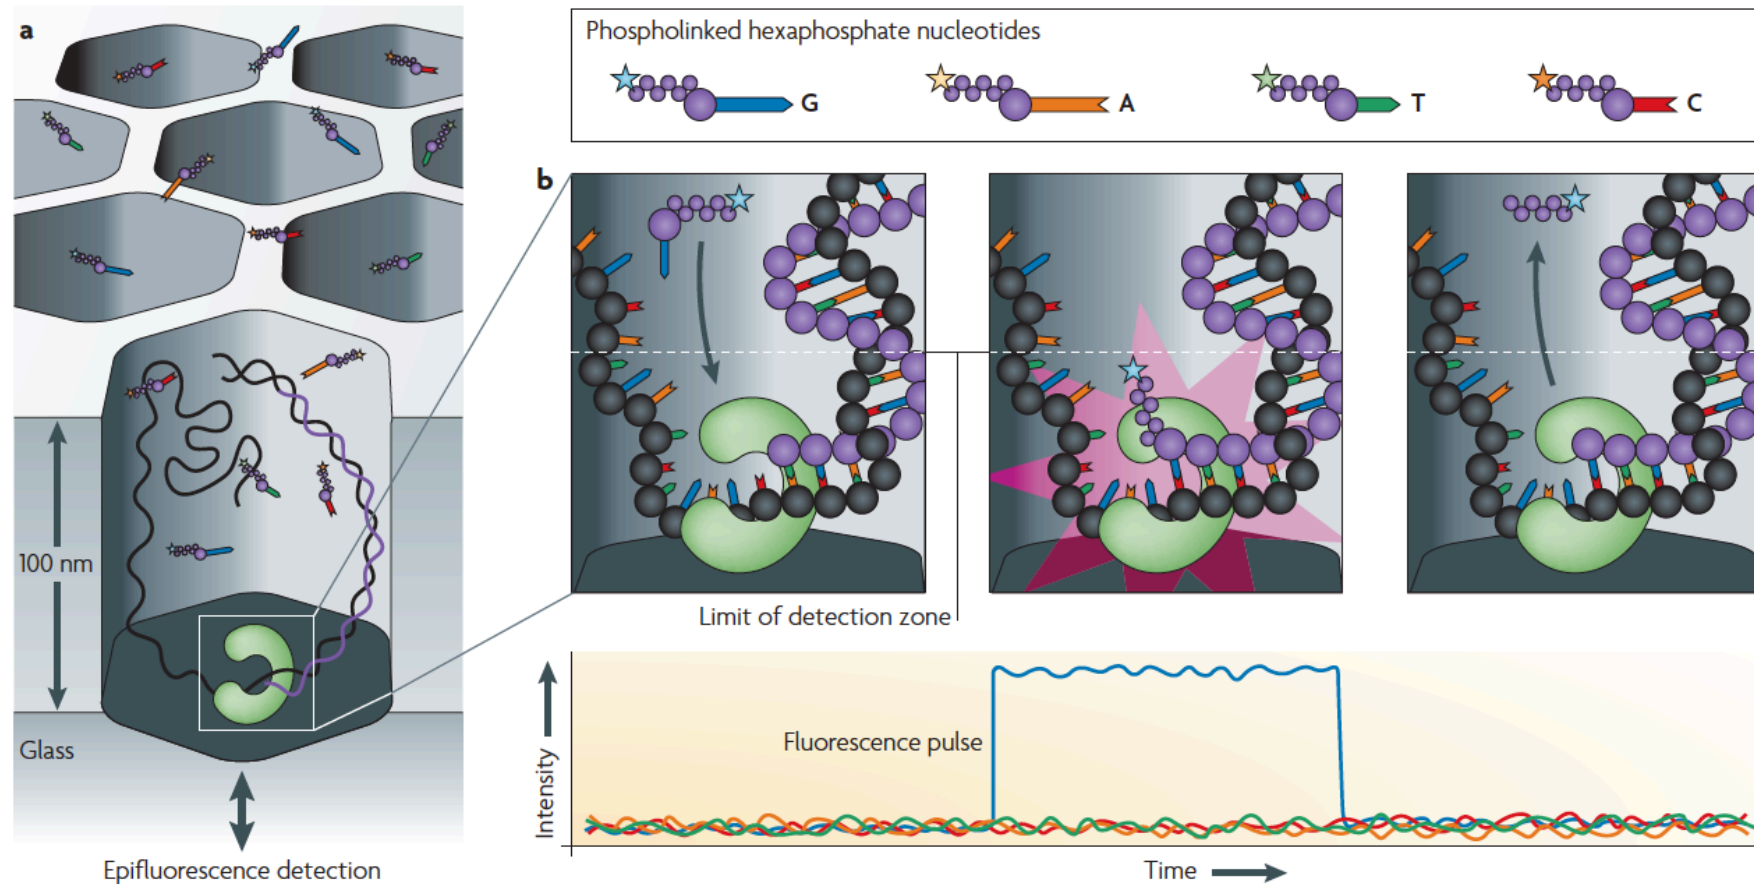 a
Phospholinked hexaphosphate nucleotides
G
A
T
C
b
100 nm
Glass
Epifluorescence detection
Limit of detection zone
Fluorescence pulse
Intensity
Time